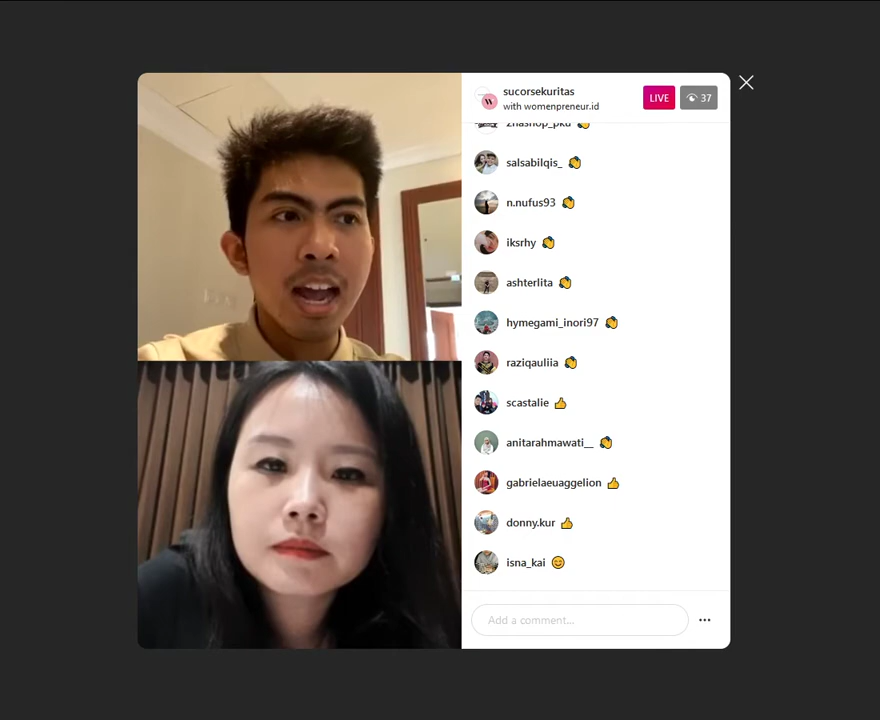 sucorsekuritas
with womenpreneur.id
LIVE
37
zhashop_pku
salsabilqis_
n.nufus93
iksrhy
ashterlita
hymegami_inori97
raziqauliia
scastalie
anitarahmawati__
gabrielaeuaggelion
donny.kur
isna_kai
Add a comment...